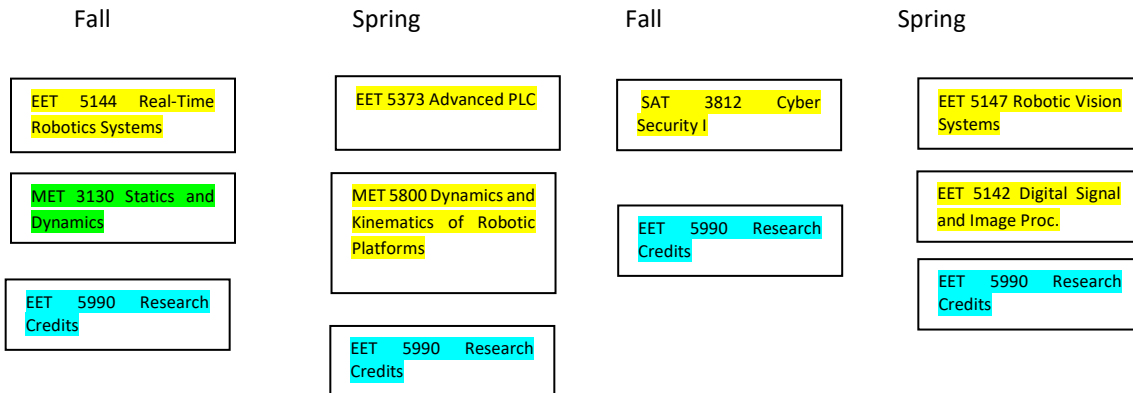 Fall
Spring
Fall
Spring
EET 5144 Real-Time
Robotics Systems
MET 3130 Statics and
Dynamics
EET 5990 Research
Credits
EET 5373 Advanced PLC
MET 5800 Dynamics and
Kinematics of Robotic
Platforms
EET 5990 Research
Credits
SAT 3812 Cyber
Security I
EET 5990 Research
Credits
EET 5147 Robotic Vision
Systems
EET 5142 Digital Signal
and Image Proc.
EET 5990 Research
Credits